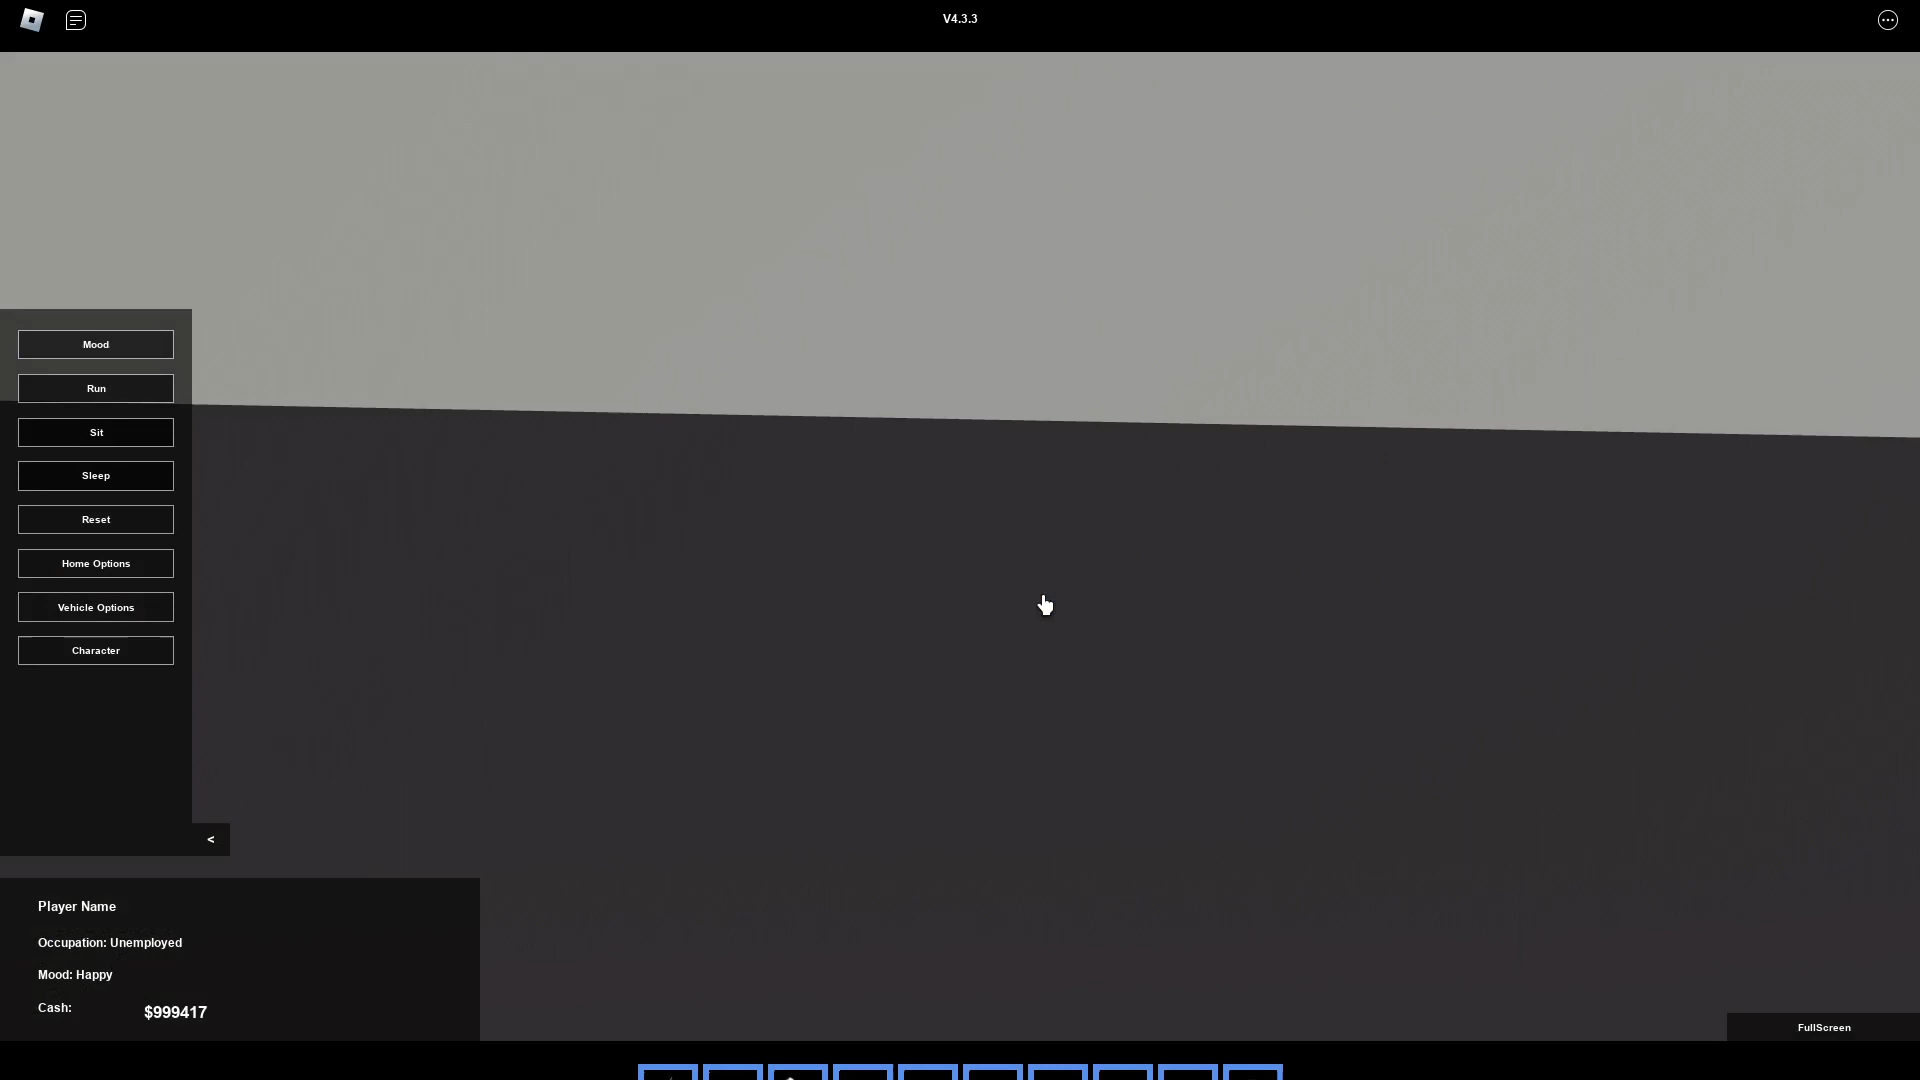 V4.3.3
Mood
Run
Sit
Sleep
Reset
Home Options
Vehicle Options
Character
<
Player Name
Occupation: Unemployed
Mood: Happy
Cash: $999417
FullScreen